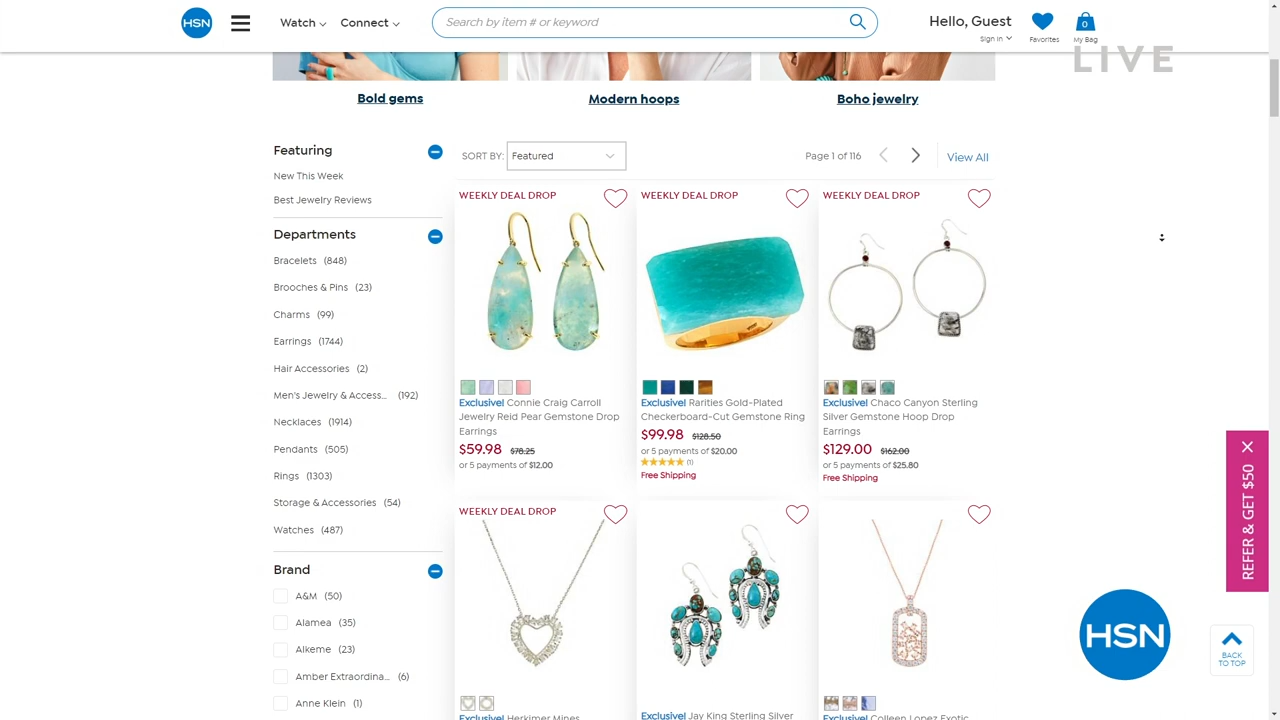 HSN
Watch
Connect
Search by item # or keyword
Hello, Guest
Sign In
Favorites
0
My Bag
LIVE
Bold gems
Modern hoops
Boho jewelry
Featuring
New This Week
Best Jewelry Reviews
Departments
Bracelets (848)
Brooches & Pins (23)
Charms (99)
Earrings (1744)
Hair Accessories (2)
Men's Jewelry & Access... (192)
Necklaces (1914)
Pendants (505)
Rings (1303)
Storage & Accessories (54)
Watches (487)
Brand
A&M (50)
Alamea (35)
Alkeme (23)
Amber Extraordina... (6)
Anne Klein (1)
SORT BY: Featured
Page 1 of 116
View All
WEEKLY DEAL DROP
Exclusive! Connie Craig Carroll
Jewelry Reid Pear Gemstone Drop
Earrings
$59.98 $78.25
or 5 payments of $12.00
WEEKLY DEAL DROP
Exclusive! Rarities Gold-Plated
Checkerboard-Cut Gemstone Ring
$99.98 $128.50
or 5 payments of $20.00
(1)
Free Shipping
WEEKLY DEAL DROP
Exclusive! Chaco Canyon Sterling
Silver Gemstone Hoop Drop
Earrings
$129.00 $162.00
or 5 payments of $25.80
Free Shipping
WEEKLY DEAL DROP
Exclusive! Herkimer Mines
Exclusive! Jay King Sterling Silver
Exclusive! Colleen Lopez Exotic
REFER & GET $50
HSN
BACK
TO TOP